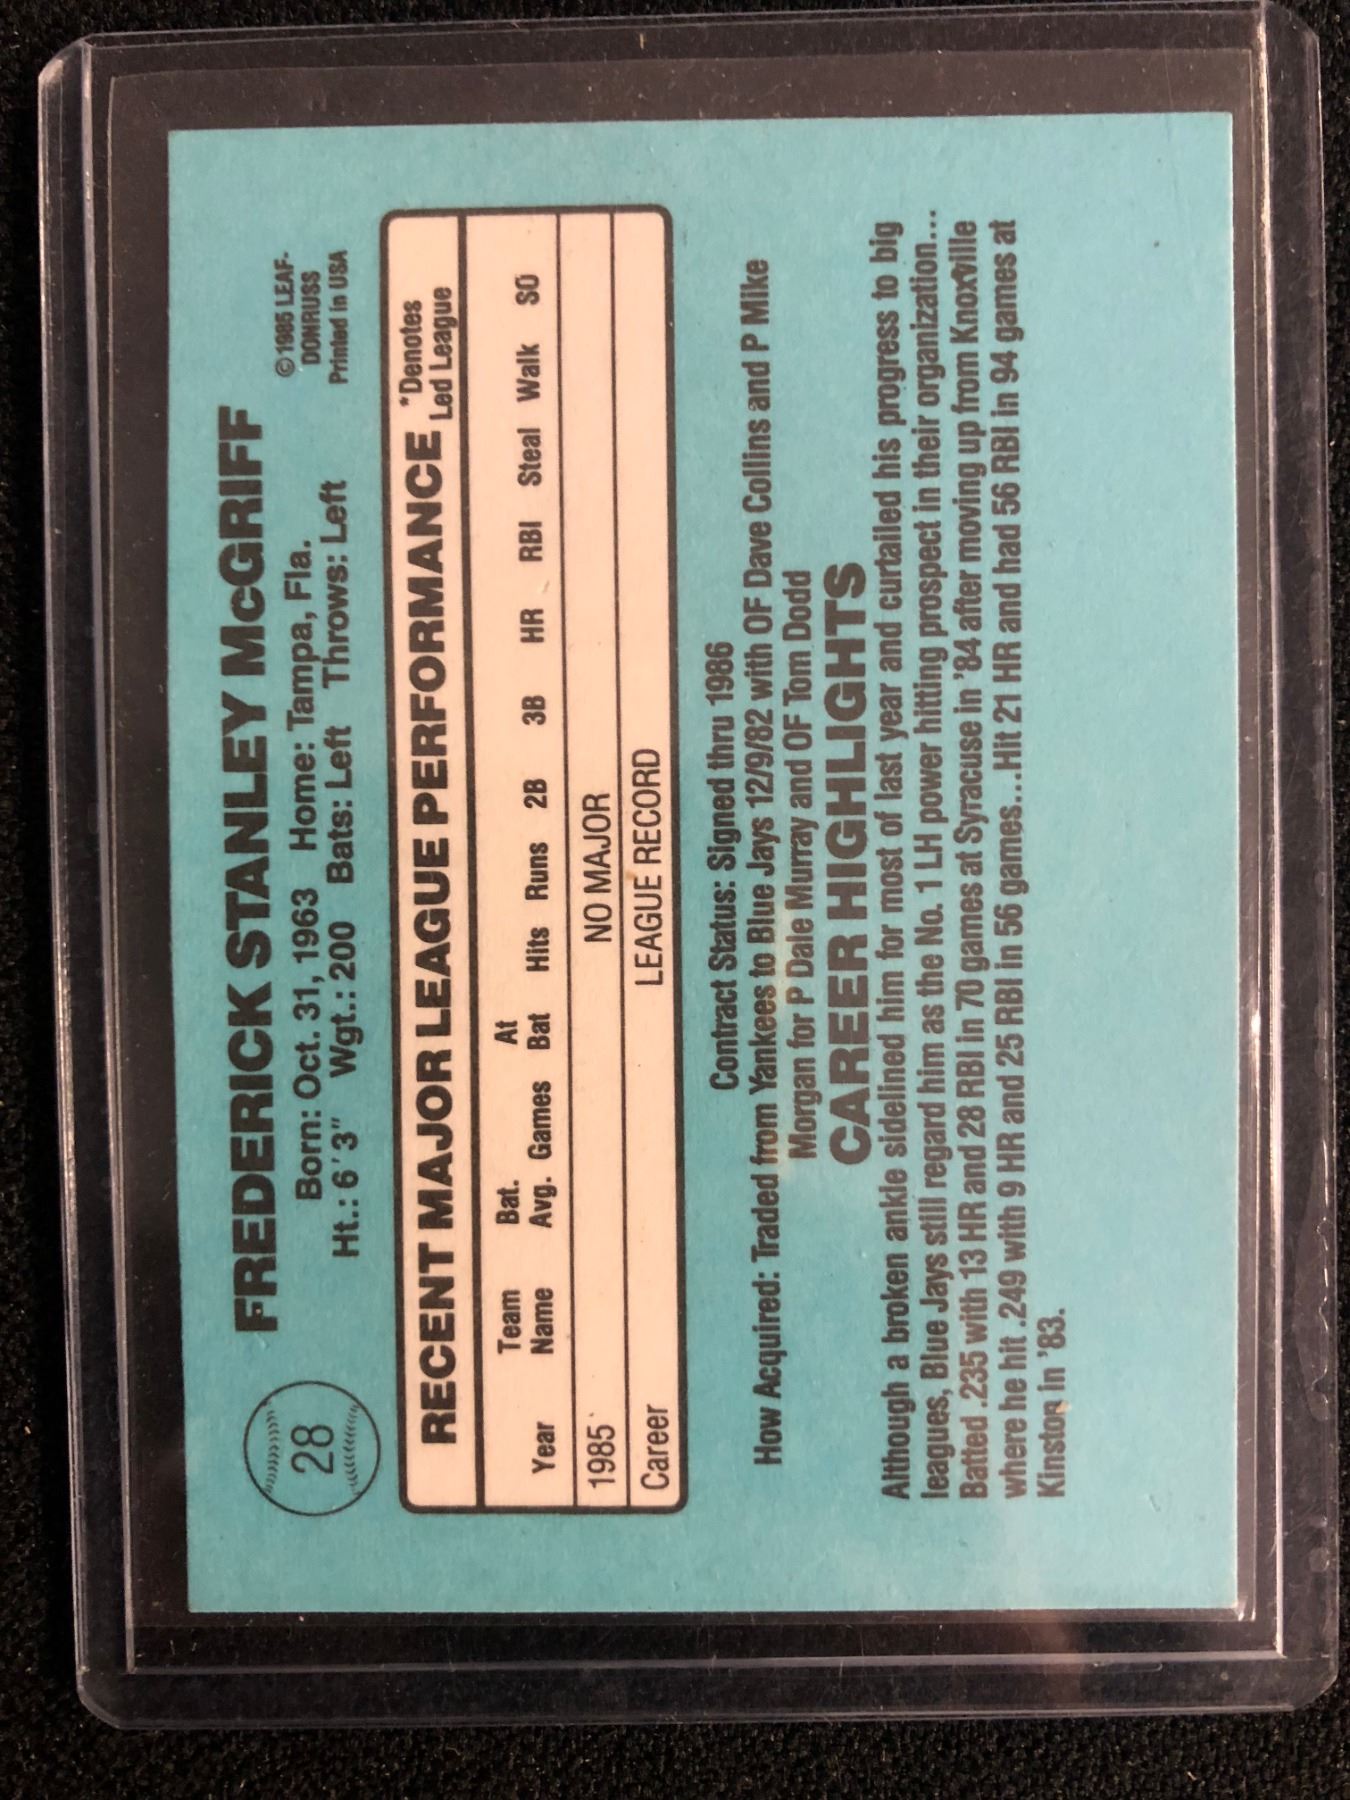 28
FREDERICK STANLEY McGRIFF
Born: Oct. 31, 1963 Home: Tampa, Fla.
Ht.: 6'3" Wgt.: 200 Bats: Left Throws: Left
©1985 LEAF-
DONRUSS
Printed in USA
RECENT MAJOR LEAGUE PERFORMANCE
*Denotes
Led League
Team Bat. At
Year Name Avg. Games Bat Hits Runs 2B 3B HR RBI Steal Walk SO
1985 NO MAJOR
Career LEAGUE RECORD
Contract Status: Signed thru 1986
How Acquired: Traded from Yankees to Blue Jays 12/9/82 with OF Dave Collins and P Mike
Morgan for P Dale Murray and OF Tom Dodd
CAREER HIGHLIGHTS
Although a broken ankle sidelined him for most of last year and curtailed his progress to big
leagues, Blue Jays still regard him as the No. 1 LH power hitting prospect in their organization...
Batted .235 with 13 HR and 28 RBI in 70 games at Syracuse in '84 after moving up from Knoxville
where he hit .249 with 9 HR and 25 RBI in 56 games...Hit 21 HR and had 56 RBI in 94 games at
Kinston in '83.